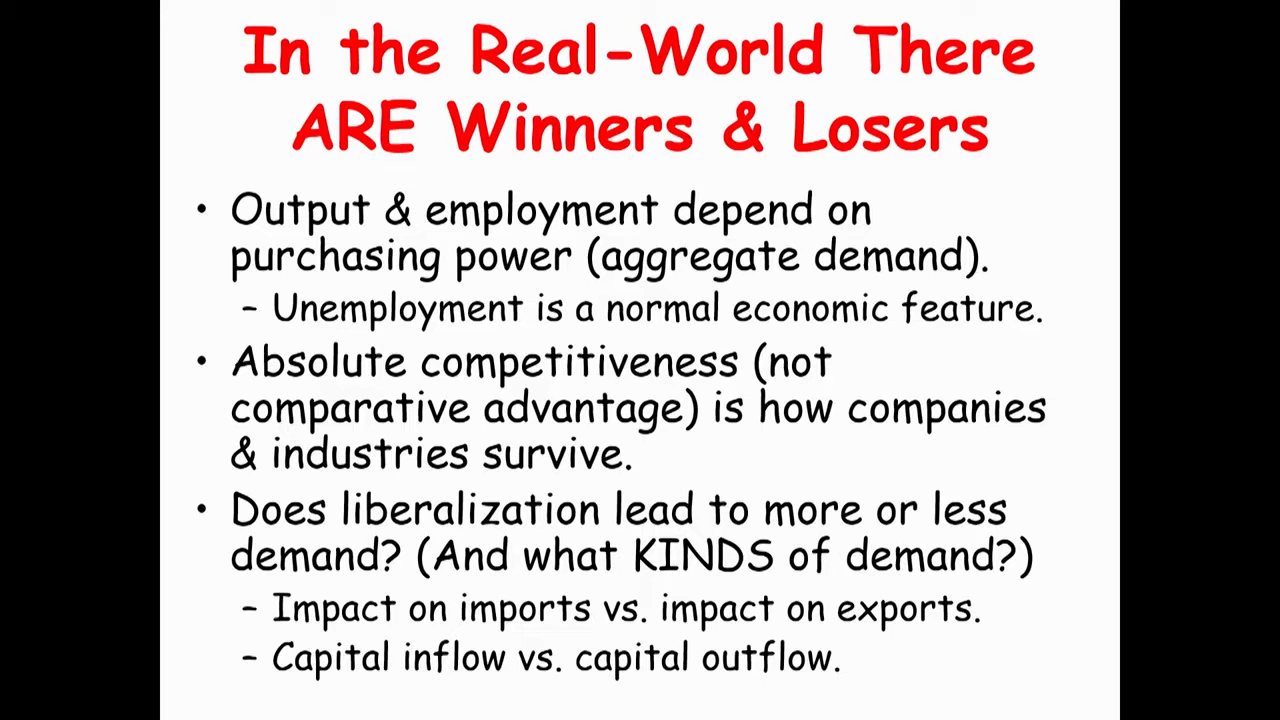 In the Real-World There
ARE Winners & Losers
• Output & employment depend on
purchasing power (aggregate demand).
– Unemployment is a normal economic feature.
• Absolute competitiveness (not
comparative advantage) is how companies
& industries survive.
• Does liberalization lead to more or less
demand? (And what KINDS of demand?)
– Impact on imports vs. impact on exports.
– Capital inflow vs. capital outflow.